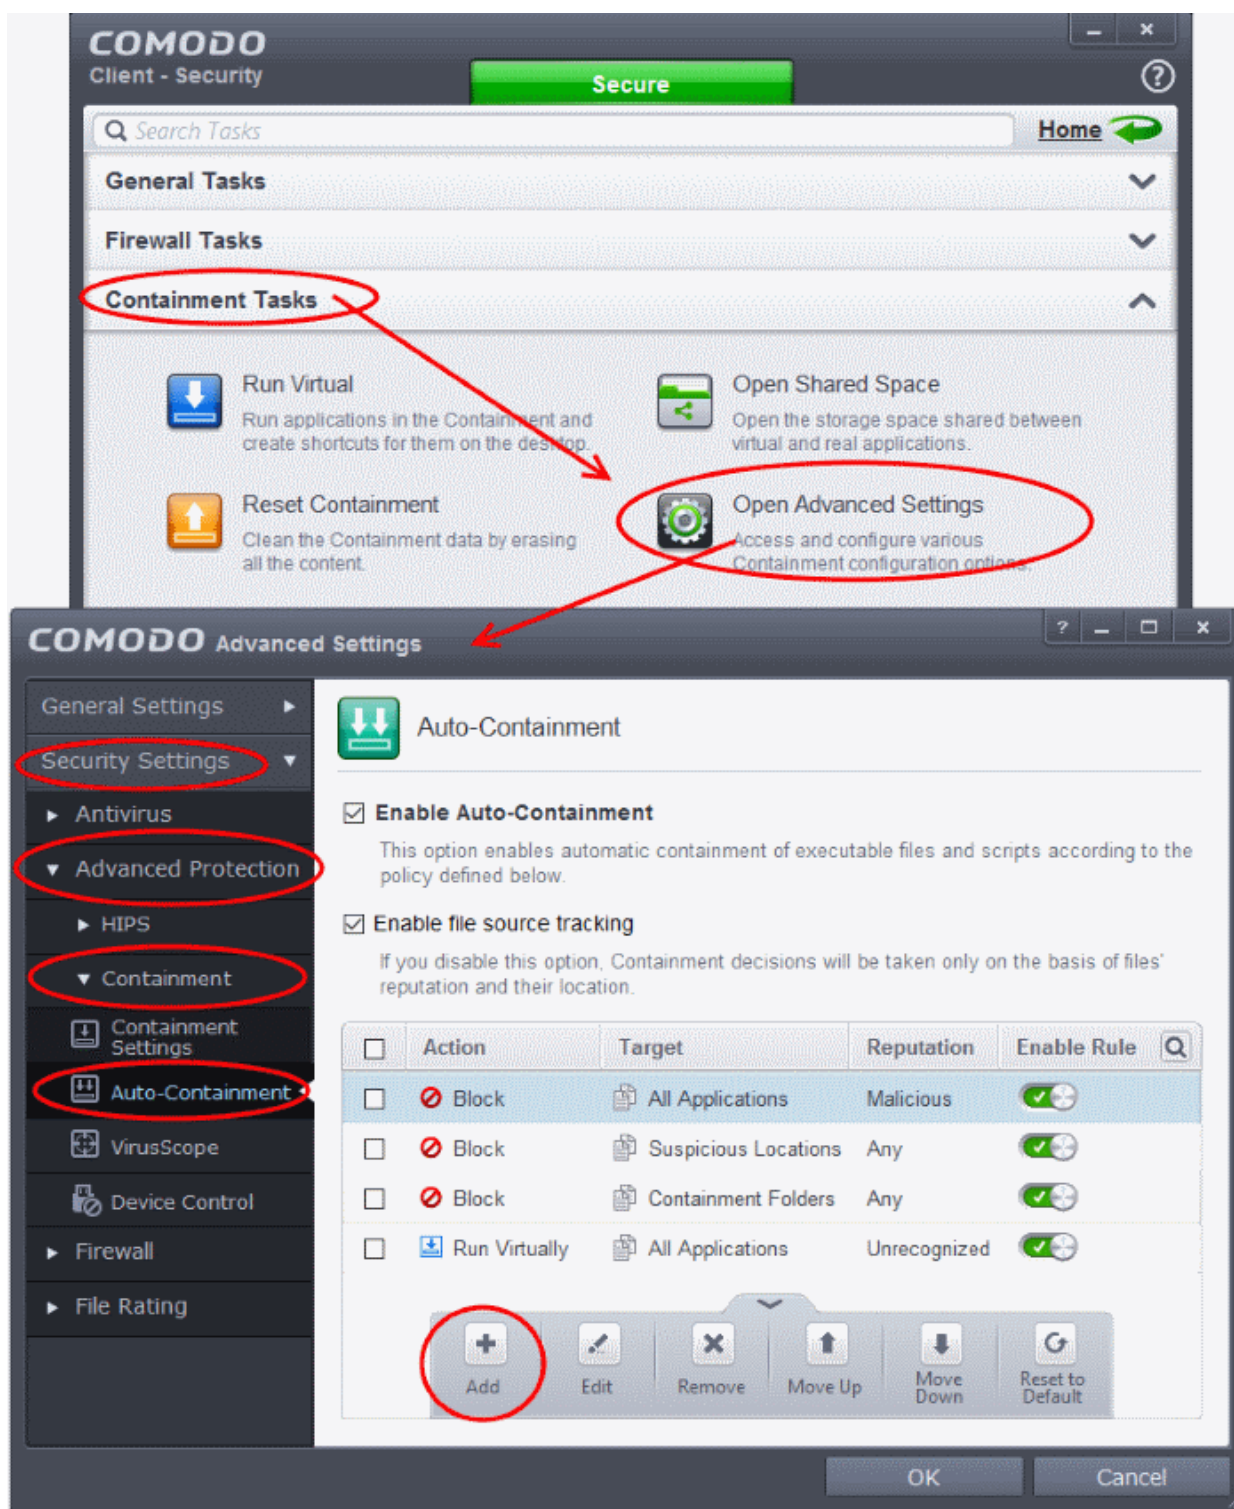 COMODO
Client - Security
Secure
Search Tasks
Home
General Tasks
Firewall Tasks
Containment Tasks
Run Virtual
Run applications in the Containment and
create shortcuts for them on the desktop.
Open Shared Space
Open the storage space shared between
virtual and real applications.
Reset Containment
Clean the Containment data by erasing
all the content.
Open Advanced Settings
Access and configure various
Containment configuration options.
COMODO Advanced Settings
General Settings
Security Settings
Antivirus
Advanced Protection
HIPS
Containment
Containment
Settings
Auto-Containment
VirusScope
Device Control
Firewall
File Rating
Auto-Containment
Enable Auto-Containment
This option enables automatic containment of executable files and scripts according to the
policy defined below.
Enable file source tracking
If you disable this option, Containment decisions will be taken only on the basis of files'
reputation and their location.
Action Target Reputation Enable Rule
Block All Applications Malicious
Block Suspicious Locations Any
Block Containment Folders Any
Run Virtually All Applications Unrecognized
Add
Edit
Remove
Move Up
Move
Down
Reset to
Default
OK
Cancel